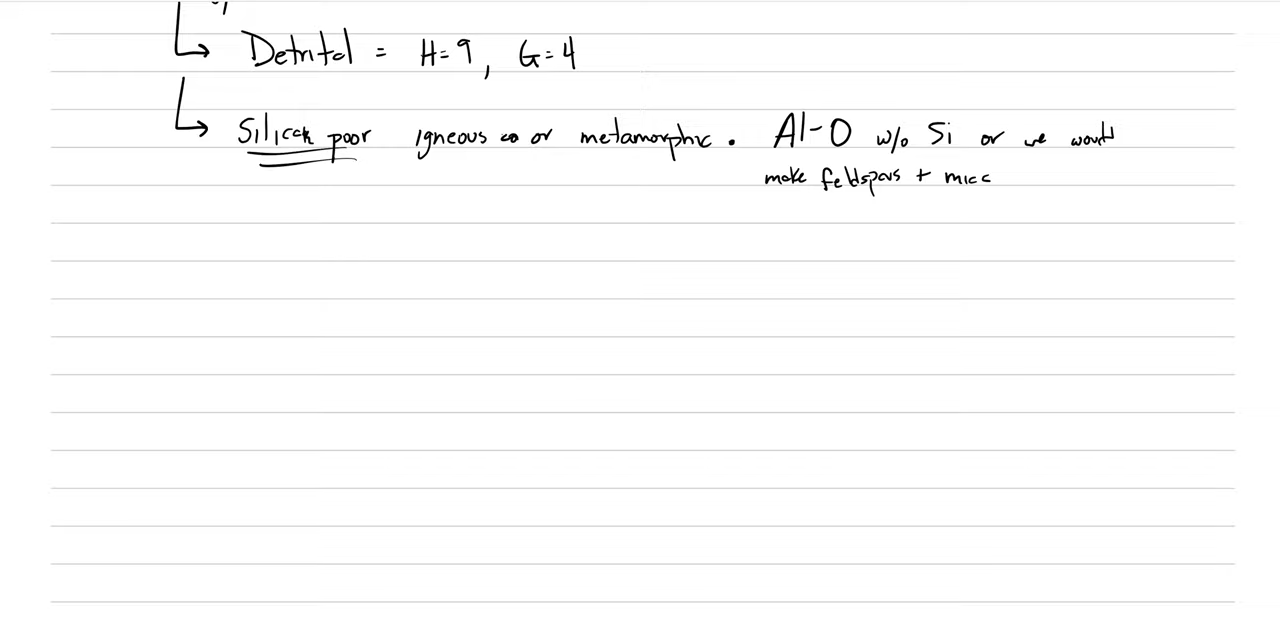 Detrital = H=9, G=4
Silicate poor igneous or metamorphic. Al-O w/o Si or we would
make feldspars + mica